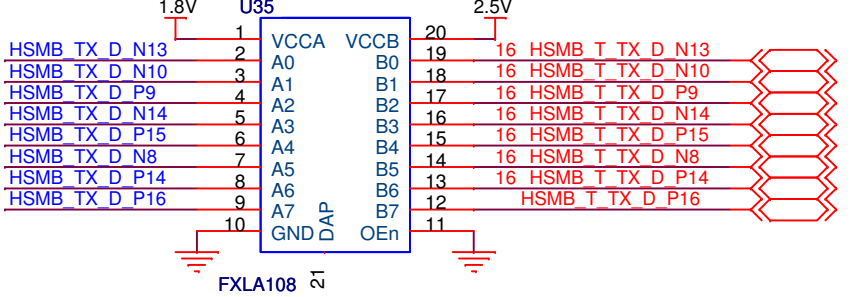 1.8V U35 2.5V
1 VCCA VCCB 20
HSMB_TX_D_N13 2 A0 B0 19 16 HSMB_T_TX_D_N13
HSMB_TX_D_N10 3 A1 B1 18 16 HSMB_T_TX_D_N10
HSMB_TX_D_P9 4 A2 B2 17 16 HSMB_T_TX_D_P9
HSMB_TX_D_N14 5 A3 B3 16 16 HSMB_T_TX_D_N14
HSMB_TX_D_P15 6 A4 B4 15 16 HSMB_T_TX_D_P15
HSMB_TX_D_N8 7 A5 B5 14 16 HSMB_T_TX_D_N8
HSMB_TX_D_P14 8 A6 B6 13 16 HSMB_T_TX_D_P14
HSMB_TX_D_P16 9 A7 B7 12 HSMB_T_TX_D_P16
10 GND DAP OEn 11
FXLA108 21